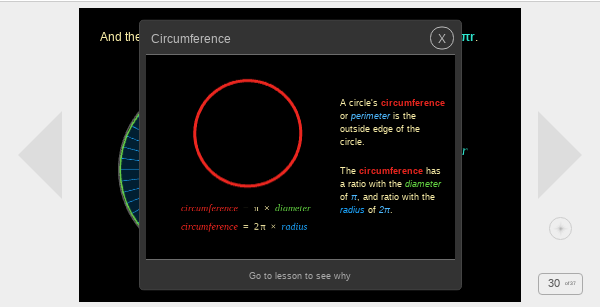 And the
πr.
Circumference
X
A circle's circumference
or perimeter is the
outside edge of the
circle.
The circumference has
a ratio with the diameter
of π, and ratio with the
radius of 2π.
r
circumference = π × diameter
circumference = 2π × radius
Go to lesson to see why
30 of 37